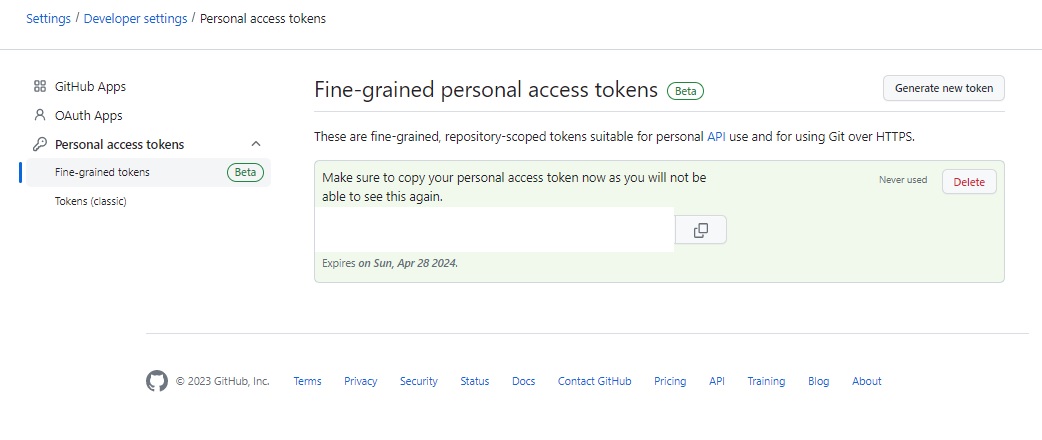 Settings / Developer settings / Personal access tokens
GitHub Apps
OAuth Apps
Personal access tokens
Fine-grained tokens Beta
Tokens (classic)
Fine-grained personal access tokens Beta
Generate new token
These are fine-grained, repository-scoped tokens suitable for personal API use and for using Git over HTTPS.
Make sure to copy your personal access token now as you will not be
able to see this again.
Never used
Delete
Expires on Sun, Apr 28 2024.
© 2023 GitHub, Inc. Terms Privacy Security Status Docs Contact GitHub Pricing API Training Blog About